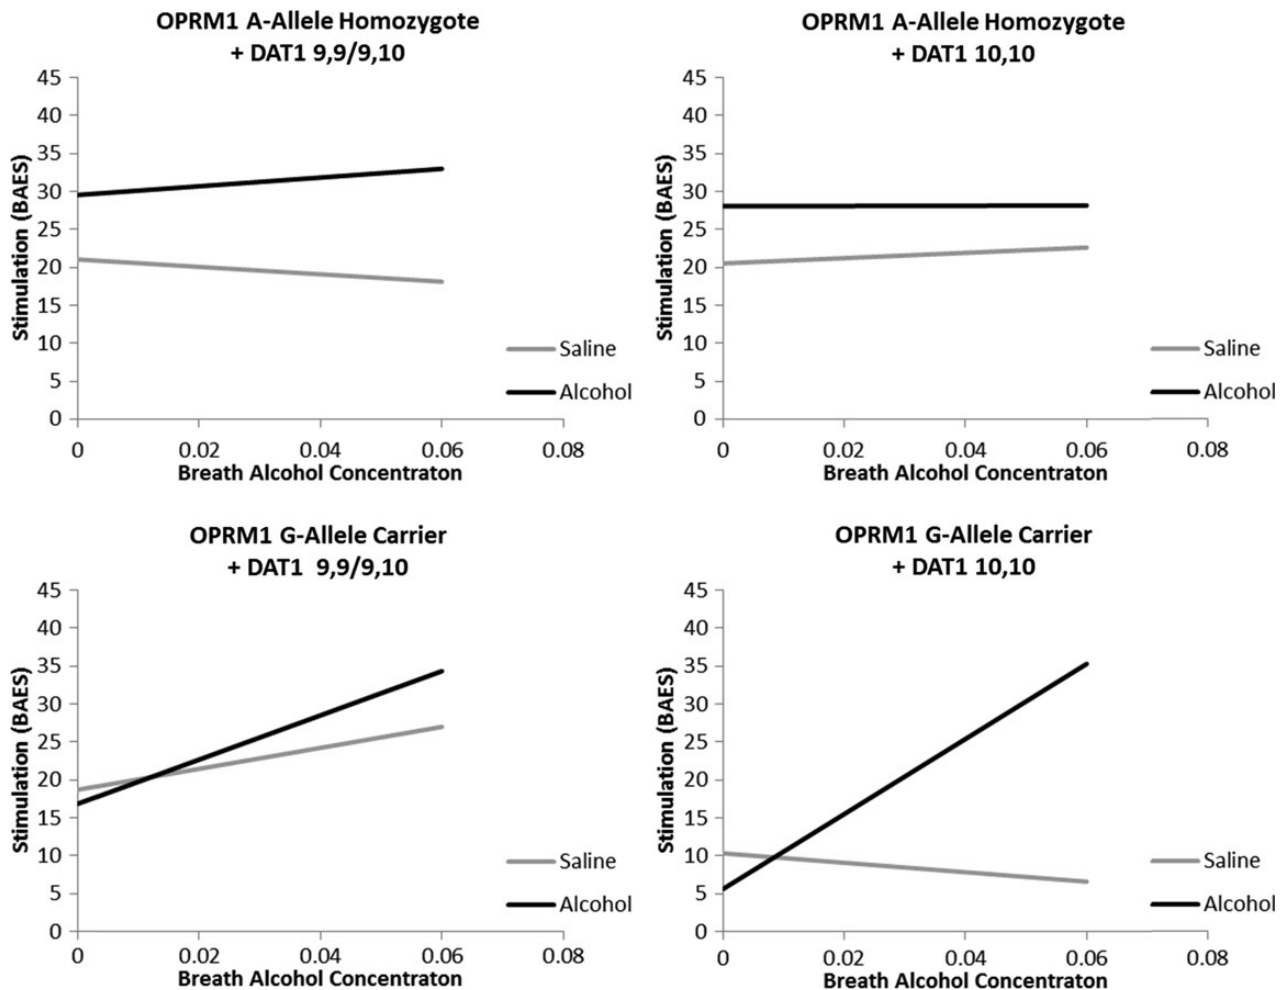 OPRM1 A-Allele Homozygote
+ DAT1 9,9/9,10
45
40
35
30
25
20
15
10
5
0
Stimulation (BAES)
Saline
Alcohol
0 0.02 0.04 0.06 0.08
Breath Alcohol Concentraton
OPRM1 A-Allele Homozygote
+ DAT1 10,10
45
40
35
30
25
20
15
10
5
0
Stimulation (BAES)
Saline
Alcohol
0 0.02 0.04 0.06 0.08
Breath Alcohol Concentraton
OPRM1 G-Allele Carrier
+ DAT1 9,9/9,10
45
40
35
30
25
20
15
10
5
0
Stimulation (BAES)
Saline
Alcohol
0 0.02 0.04 0.06 0.08
Breath Alcohol Concentraton
OPRM1 G-Allele Carrier
+ DAT1 10,10
45
40
35
30
25
20
15
10
5
0
Stimulation (BAES)
Saline
Alcohol
0 0.02 0.04 0.06 0.08
Breath Alcohol Concentraton